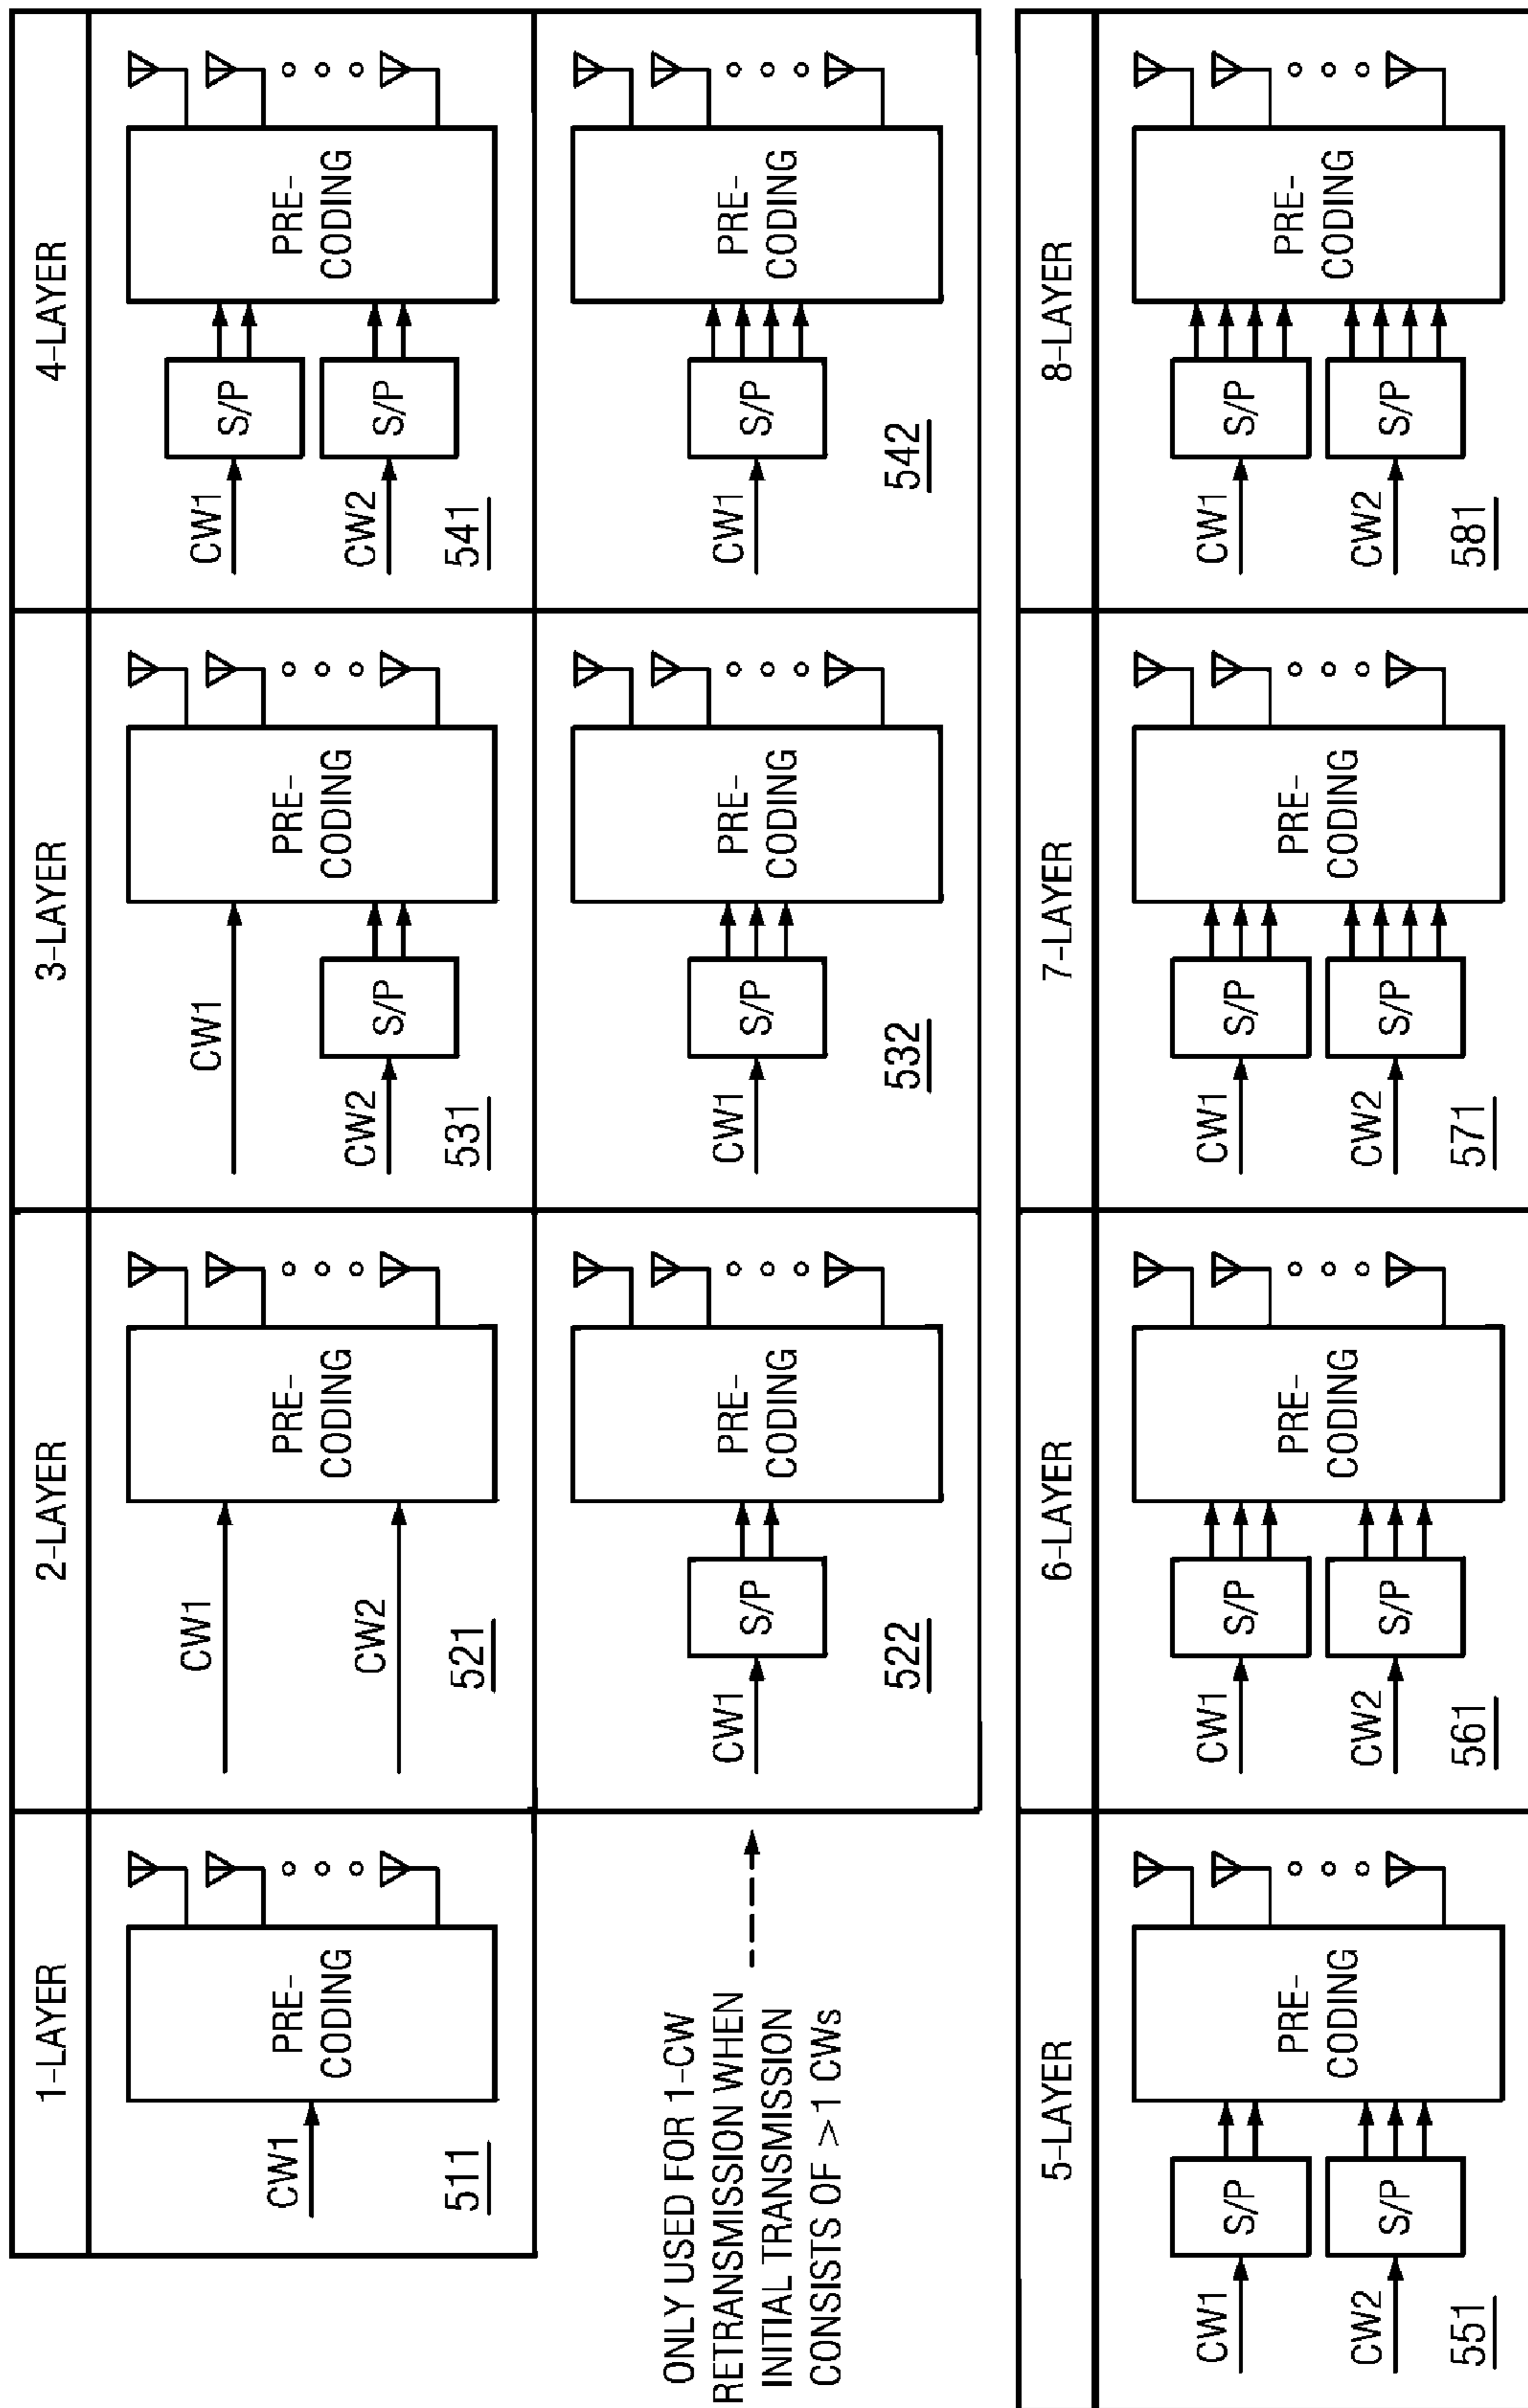 1-LAYER
2-LAYER
3-LAYER
4-LAYER
CW1
PRE-
CODING
511
CW1
CW2
PRE-
CODING
521
CW1
CW2
S/P
PRE-
CODING
531
CW1
S/P
CW2
S/P
PRE-
CODING
541
ONLY USED FOR 1-CW
RETRANSMISSION WHEN
INITIAL TRANSMISSION
CONSISTS OF >1 CWs
CW1
S/P
PRE-
CODING
522
CW1
S/P
PRE-
CODING
532
CW1
S/P
PRE-
CODING
542
5-LAYER
6-LAYER
7-LAYER
8-LAYER
CW1
S/P
CW2
S/P
PRE-
CODING
551
CW1
S/P
CW2
S/P
PRE-
CODING
561
CW1
S/P
CW2
S/P
PRE-
CODING
571
CW1
S/P
CW2
S/P
PRE-
CODING
581